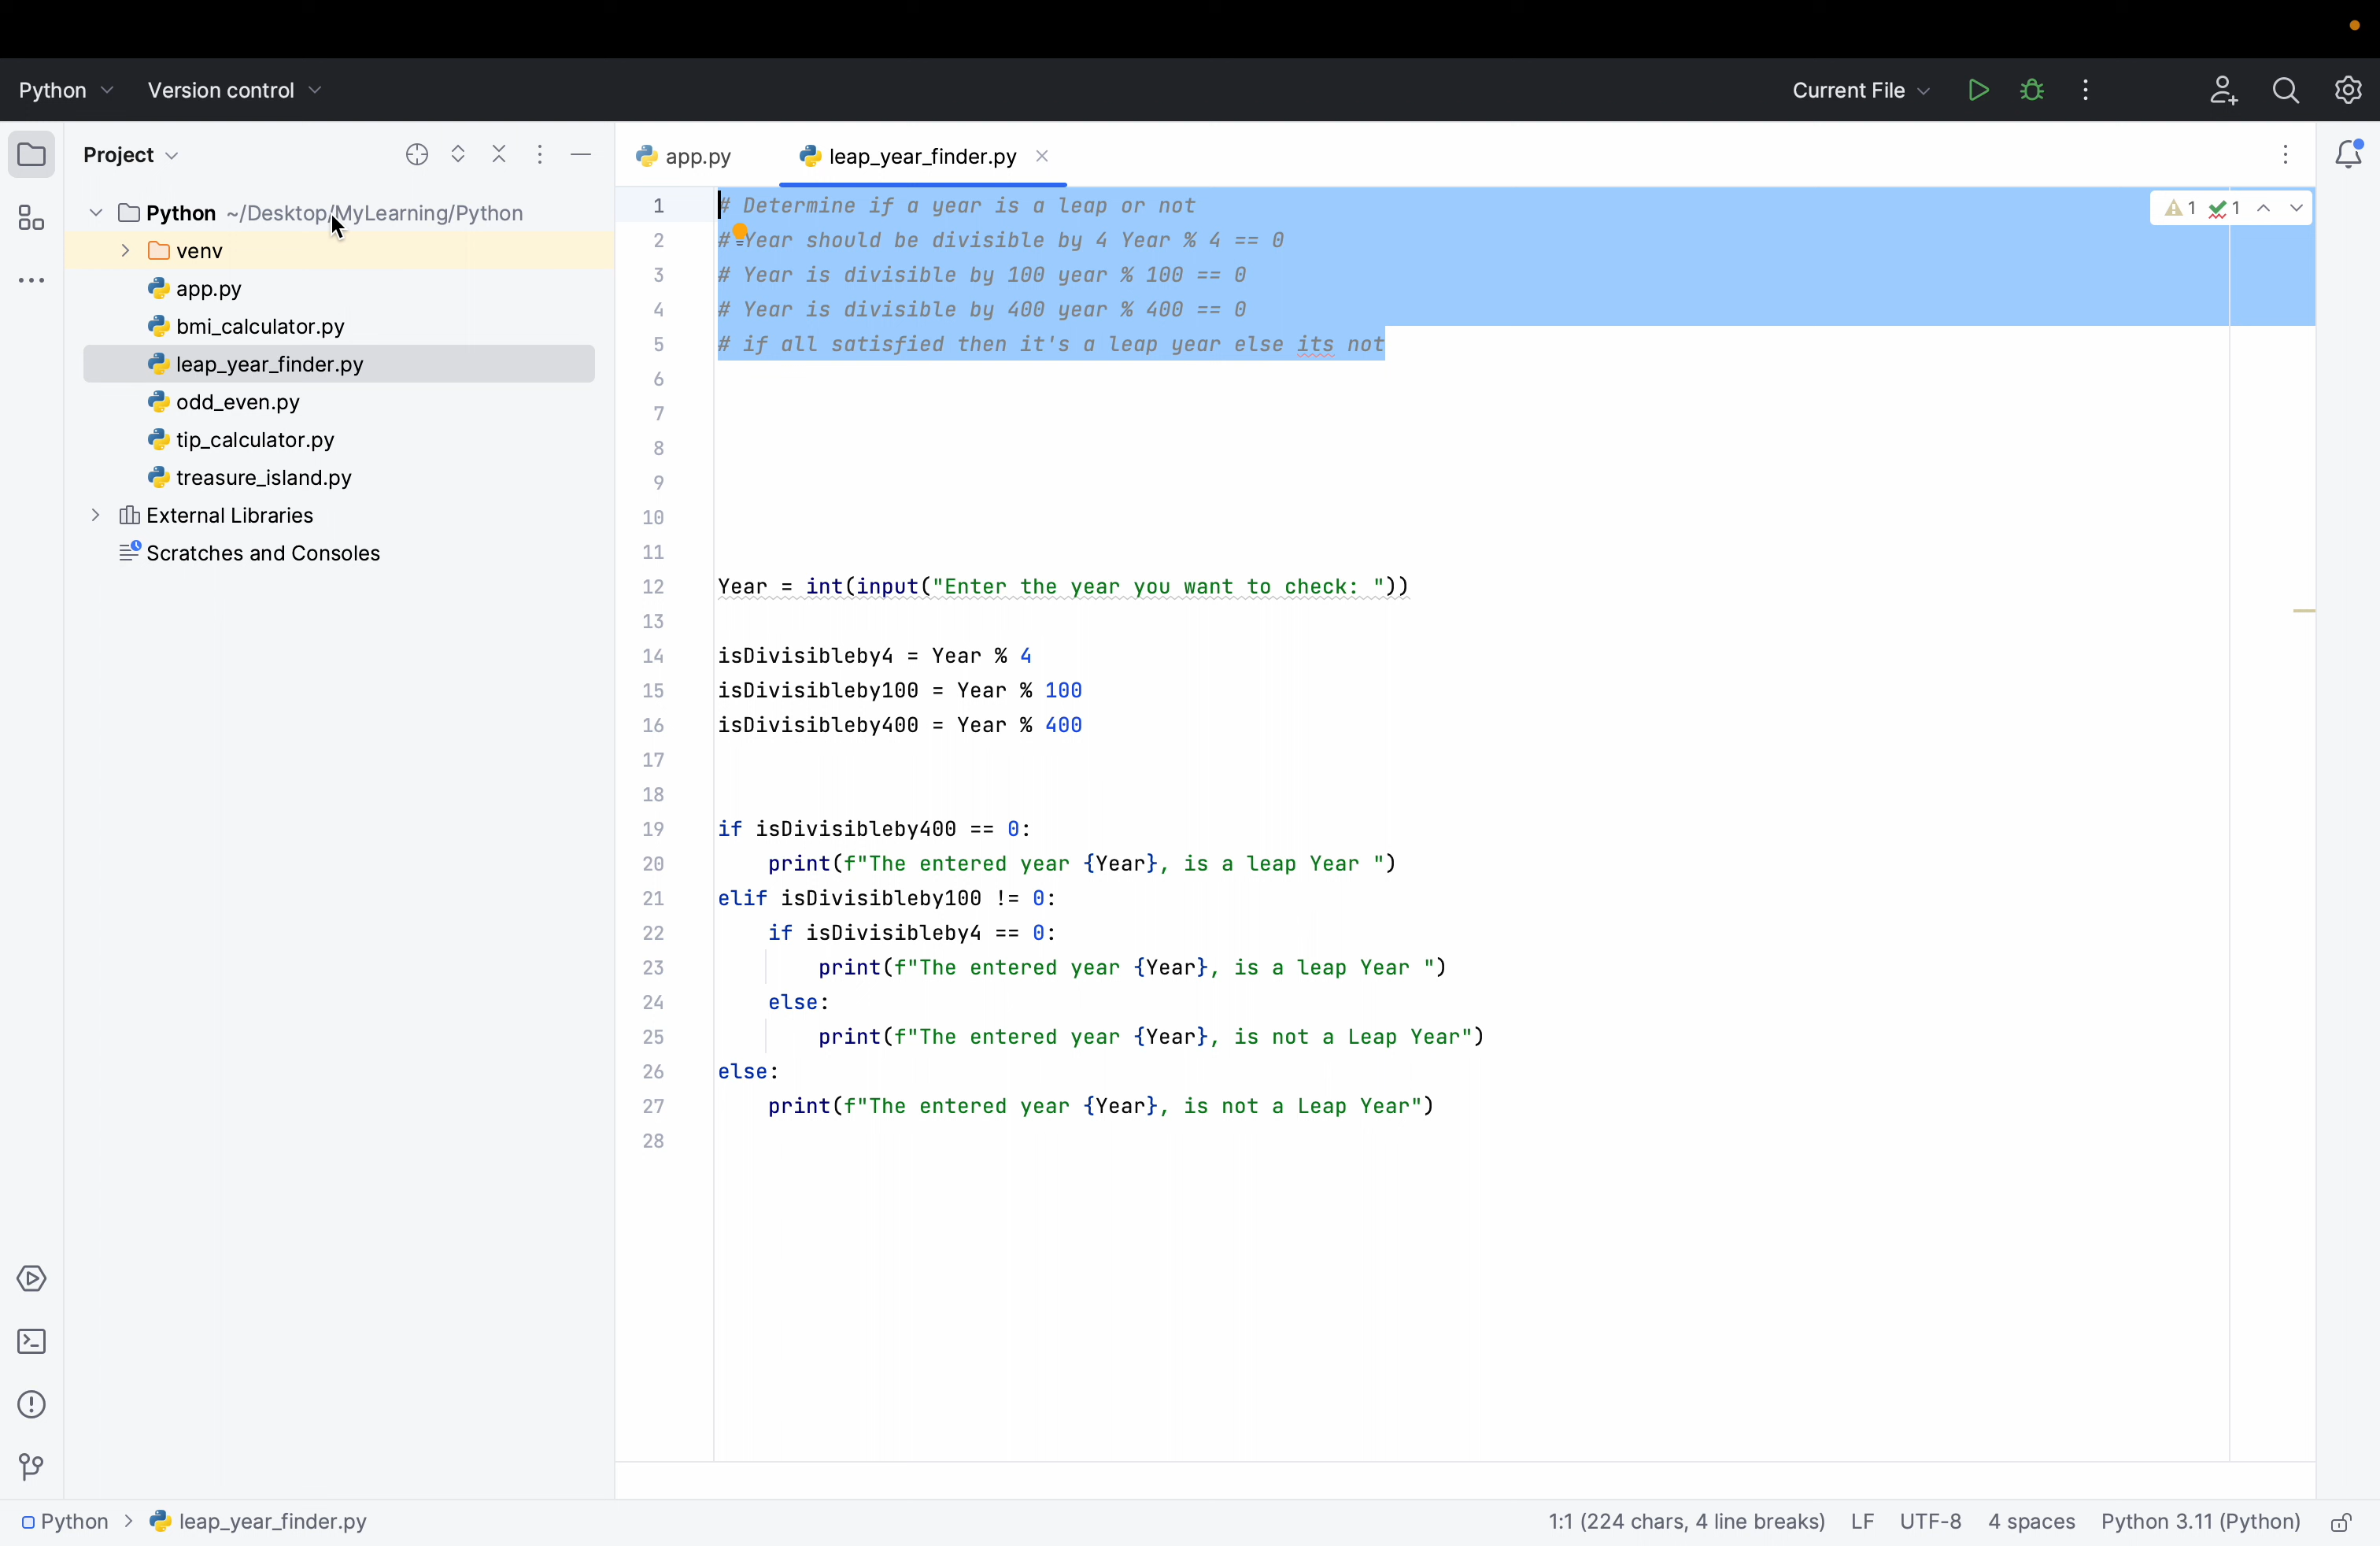 Python Version control Current File
Project
app.py leap_year_finder.py
Python ~/Desktop/MyLearning/Python
venv
app.py
bmi_calculator.py
leap_year_finder.py
odd_even.py
tip_calculator.py
treasure_island.py
External Libraries
Scratches and Consoles
1 # Determine if a year is a leap or not
1 1
2 # Year should be divisible by 4 Year % 4 == 0
3 # Year is divisible by 100 year % 100 == 0
4 # Year is divisible by 400 year % 400 == 0
5 # if all satisfied then it's a leap year else its not
6
7
8
9
10
11
12 Year = int(input("Enter the year you want to check: "))
13
14 isDivisibleby4 = Year % 4
15 isDivisibleby100 = Year % 100
16 isDivisibleby400 = Year % 400
17
18
19 if isDivisibleby400 == 0:
20     print(f"The entered year {Year}, is a leap Year ")
21 elif isDivisibleby100 != 0:
22     if isDivisibleby4 == 0:
23         print(f"The entered year {Year}, is a leap Year ")
24     else:
25         print(f"The entered year {Year}, is not a Leap Year")
26 else:
27     print(f"The entered year {Year}, is not a Leap Year")
28
Python > leap_year_finder.py 1:1 (224 chars, 4 line breaks) LF UTF-8 4 spaces Python 3.11 (Python)